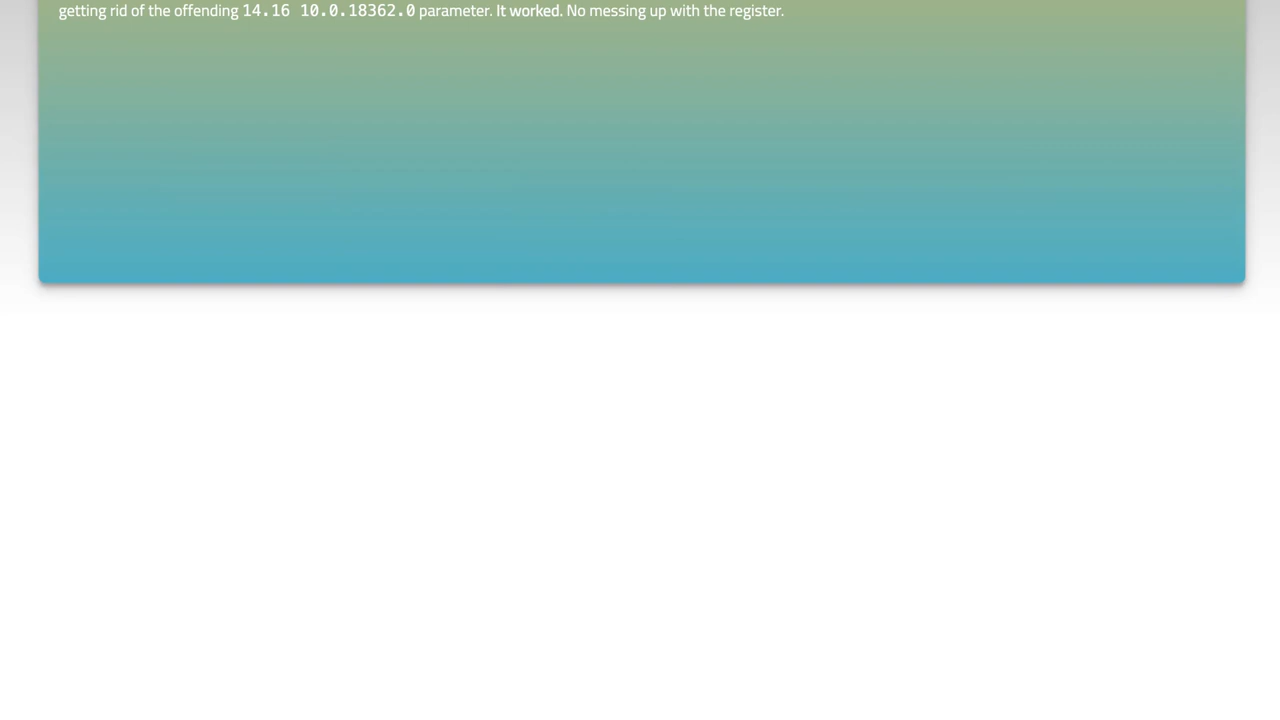 getting rid of the offending 14.16 10.0.18362.0 parameter. It worked. No messing up with the register.